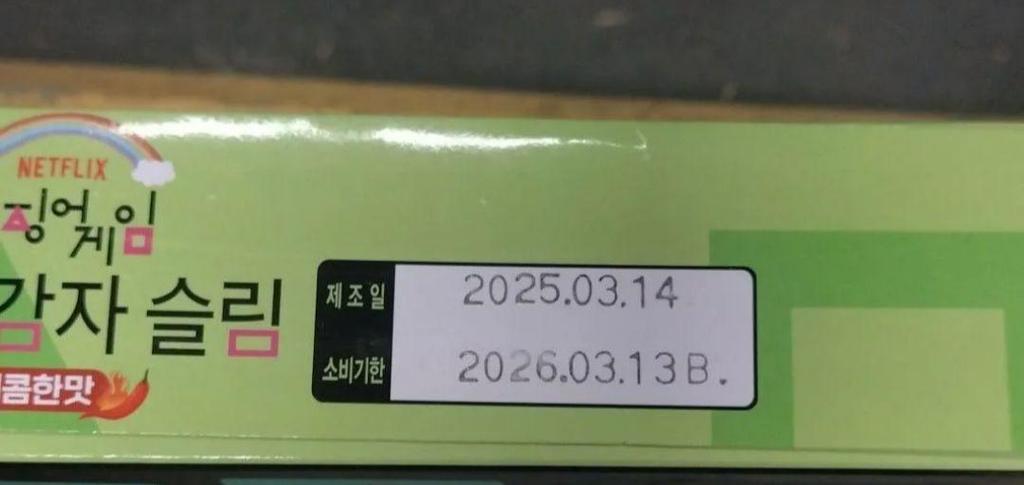 NETFLIX
징어게임
감자 슬림
콤한맛
제조일 2025.03.14
소비기한 2026.03.13B.